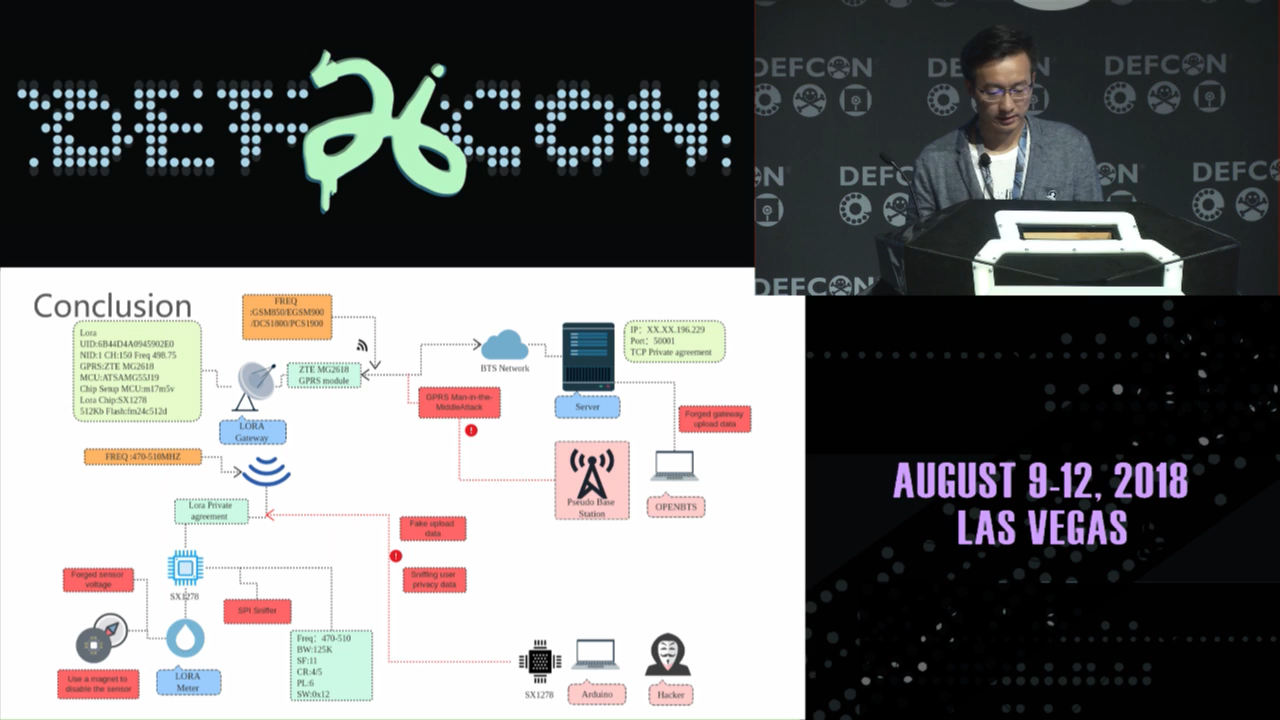 DEFCON
26
DEFCON
DEFCON
DEFCON
DEFC
CON
DEFC
DEFCON
Conclusion
FREQ
:GSM850/EGSM900
/DCS1800/PCS1900
Lora
UID:6B44D4A0945902E0
NID:1 CH:150 Freq 498.75
GPRS:ZTE MG2618
MCU:ATSAMG55J19
Chip Setup MCU:m17m5v
Lora Chip:SX1278
512Kb Flash:fm24c512d
ZTE MG2618
GPRS module
BTS Network
IP: XX.XX.196.229
Port: 50001
TCP Private agreement
GPRS Man-in-the-
MiddleAttack
Server
Forged gateway
upload data
LORA
Gateway
FREQ :470-510MHZ
Pseudo Base
Station
OPENBTS
Lora Private
agreement
Fake upload
data
Sniffing user
privacy data
Forged sensor
voltage
SX1278
SPI Sniffer
Use a magnet to
disable the sensor
LORA
Meter
Freq: 470-510
BW:125K
SF:11
CR:4/5
PL:6
SW:0x12
SX1278
Arduino
Hacker
AUGUST 9-12, 2018
LAS VEGAS